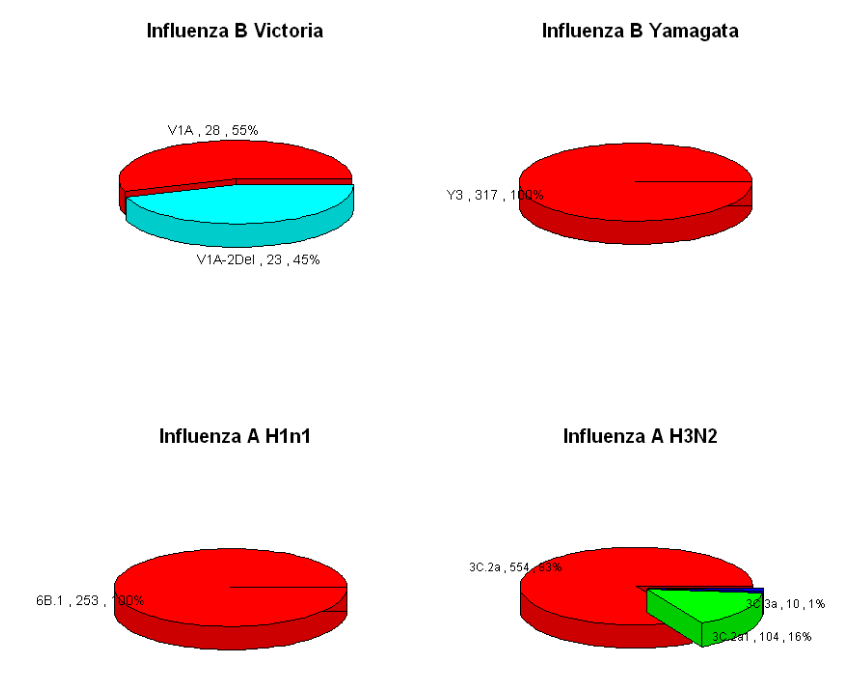 Influenza B Victoria
Influenza B Yamagata
V1A , 28 , 55%
Y3 , 317 , 100%
V1A-2Del , 23 , 45%
Influenza A H1n1
Influenza A H3N2
3C.2a , 554 , 83%
6B.1 , 253 , 100%
3C.3a , 10 , 1%
3C.2a1 , 104 , 16%